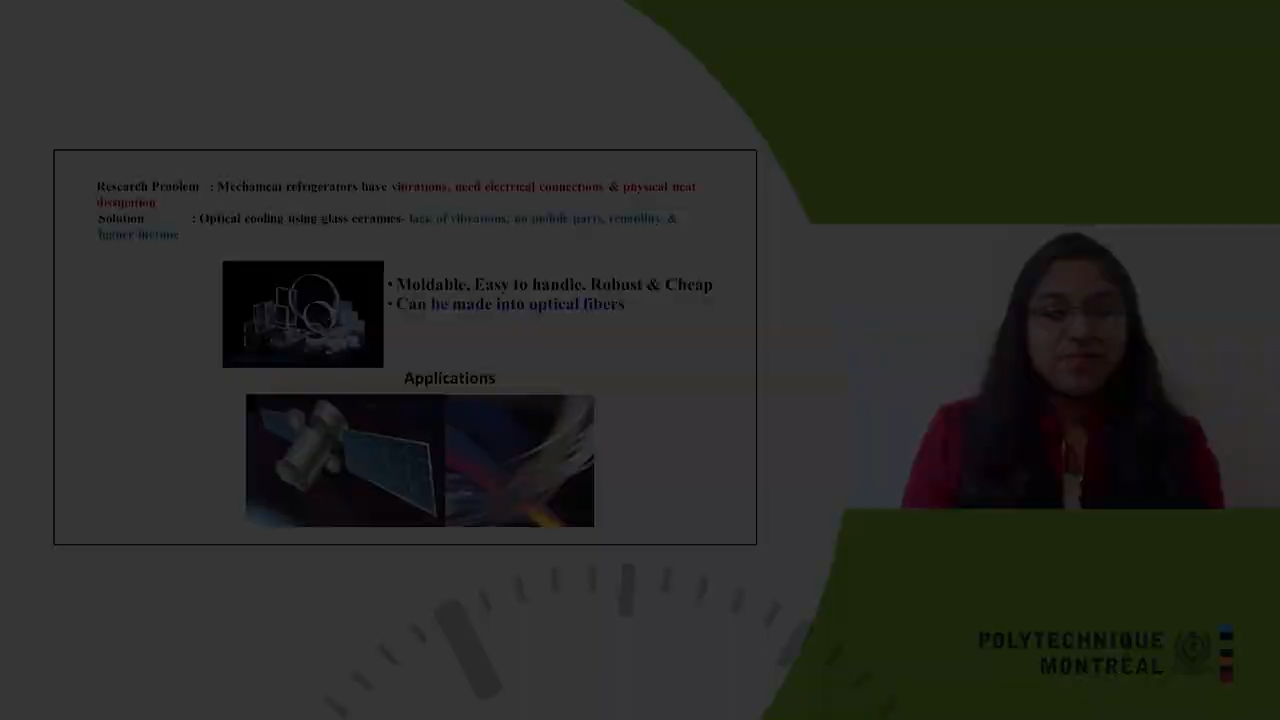 Research Problem : Mechanical refrigerators have vibrations, need electrical connections & physical heat
dissipation
Solution : Optical cooling using glass ceramics- lack of vibrations, no mobile parts, reliability &
higher lifetime
• Moldable, Easy to handle, Robust & Cheap
• Can be made into optical fibers
Applications
POLYTECHNIQUE
MONTRÉAL